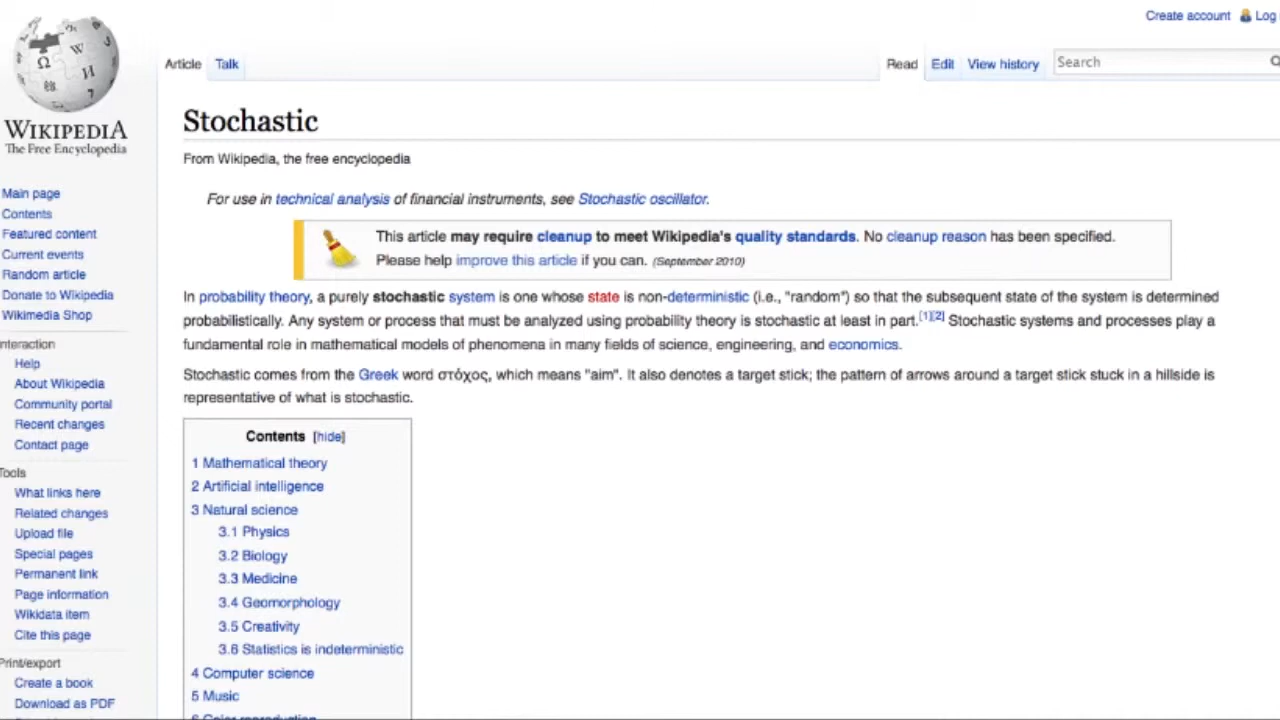 Create account Log
Article Talk Read Edit View history Search
WIKIPEDIA
The Free Encyclopedia
Main page
Contents
Featured content
Current events
Random article
Donate to Wikipedia
Wikimedia Shop
Interaction
Help
About Wikipedia
Community portal
Recent changes
Contact page
Tools
What links here
Related changes
Upload file
Special pages
Permanent link
Page information
Wikidata item
Cite this page
Print/export
Create a book
Download as PDF
Stochastic
From Wikipedia, the free encyclopedia
For use in technical analysis of financial instruments, see Stochastic oscillator.
This article may require cleanup to meet Wikipedia's quality standards. No cleanup reason has been specified.
Please help improve this article if you can. (September 2010)
In probability theory, a purely stochastic system is one whose state is non-deterministic (i.e., "random") so that the subsequent state of the system is determined
probabilistically. Any system or process that must be analyzed using probability theory is stochastic at least in part.[1][2] Stochastic systems and processes play a
fundamental role in mathematical models of phenomena in many fields of science, engineering, and economics.
Stochastic comes from the Greek word στόχος, which means "aim". It also denotes a target stick; the pattern of arrows around a target stick stuck in a hillside is
representative of what is stochastic.
Contents [hide]
1 Mathematical theory
2 Artificial intelligence
3 Natural science
3.1 Physics
3.2 Biology
3.3 Medicine
3.4 Geomorphology
3.5 Creativity
3.6 Statistics is indeterministic
4 Computer science
5 Music
6 Color reproduction